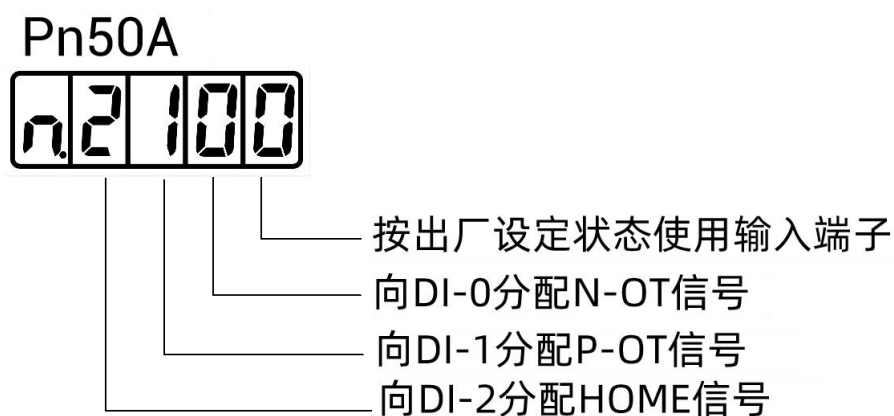 Pn50A
n.2100
按出厂设定状态使用输入端子
向DI-0分配N-OT信号
向DI-1分配P-OT信号
向DI-2分配HOME信号